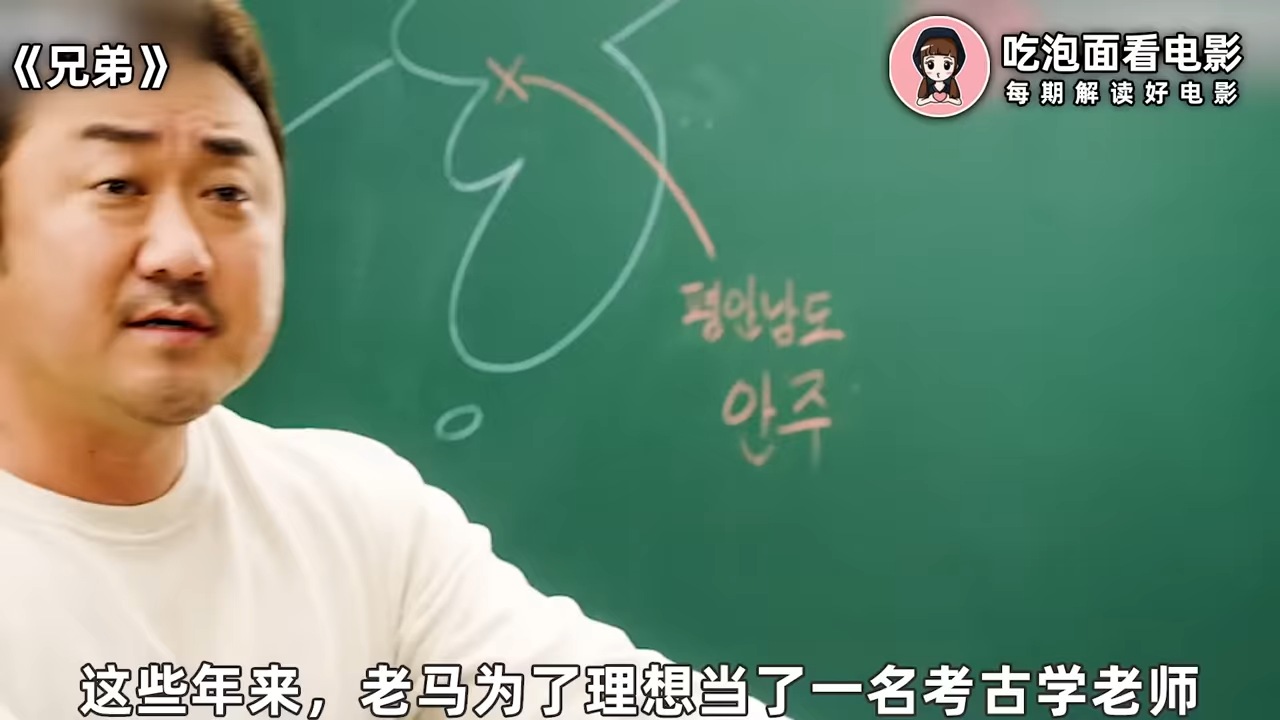 《兄弟》
吃泡面看电影
每期解读好电影
평안남도
안주
这些年来，老马为了理想当了一名考古学老师